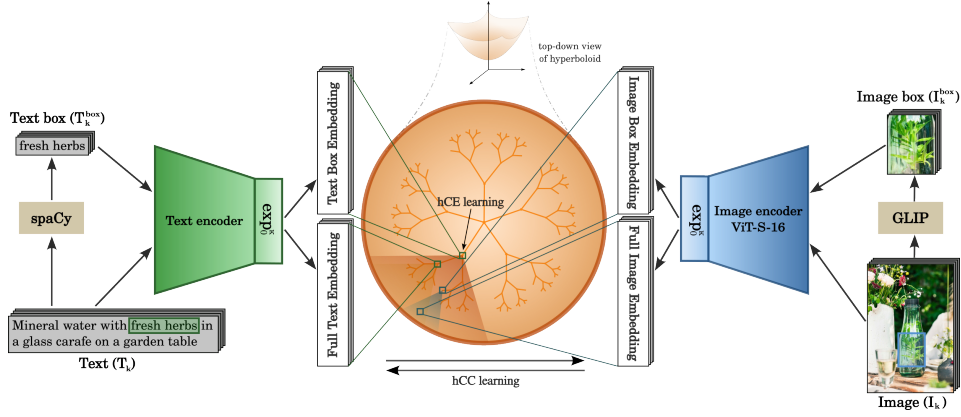 top-down view
of hyperboloid
Text box (T_k^box)
fresh herbs
spaCy
Text encoder
exp_0^κ
Text Box Embedding
Full Text Embedding
Mineral water with fresh herbs in
a glass carafe on a garden table
Text (T_k)
hCE learning
hCC learning
Image Box Embedding
Full Image Embedding
exp_0^κ
Image encoder
ViT-S-16
Image box (I_k^box)
GLIP
Image (I_k)